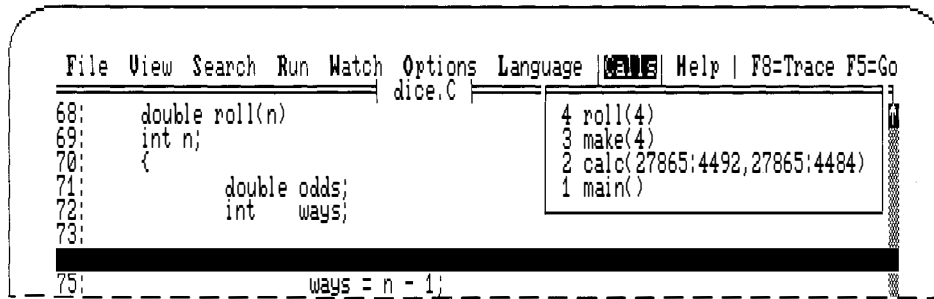 File View Search Run Watch Options Language Calls Help | F8=Trace F5=Go
dice.C
68: double roll(n)
69: int n;
70: {
71: double odds;
72: int ways;
73:
75: ways = n - 1;
4 roll(4)
3 make(4)
2 calc(27865:4492,27865:4484)
1 main()